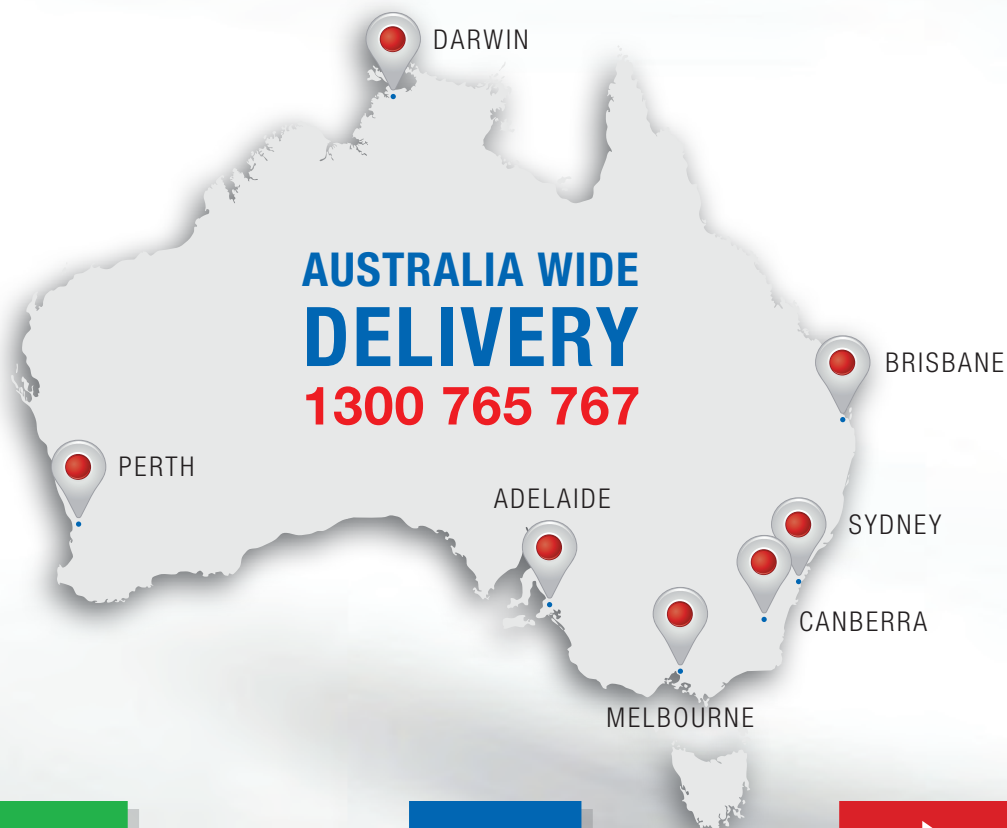 DARWIN
AUSTRALIA WIDE
DELIVERY
1300 765 767
BRISBANE
PERTH
ADELAIDE
SYDNEY
CANBERRA
MELBOURNE